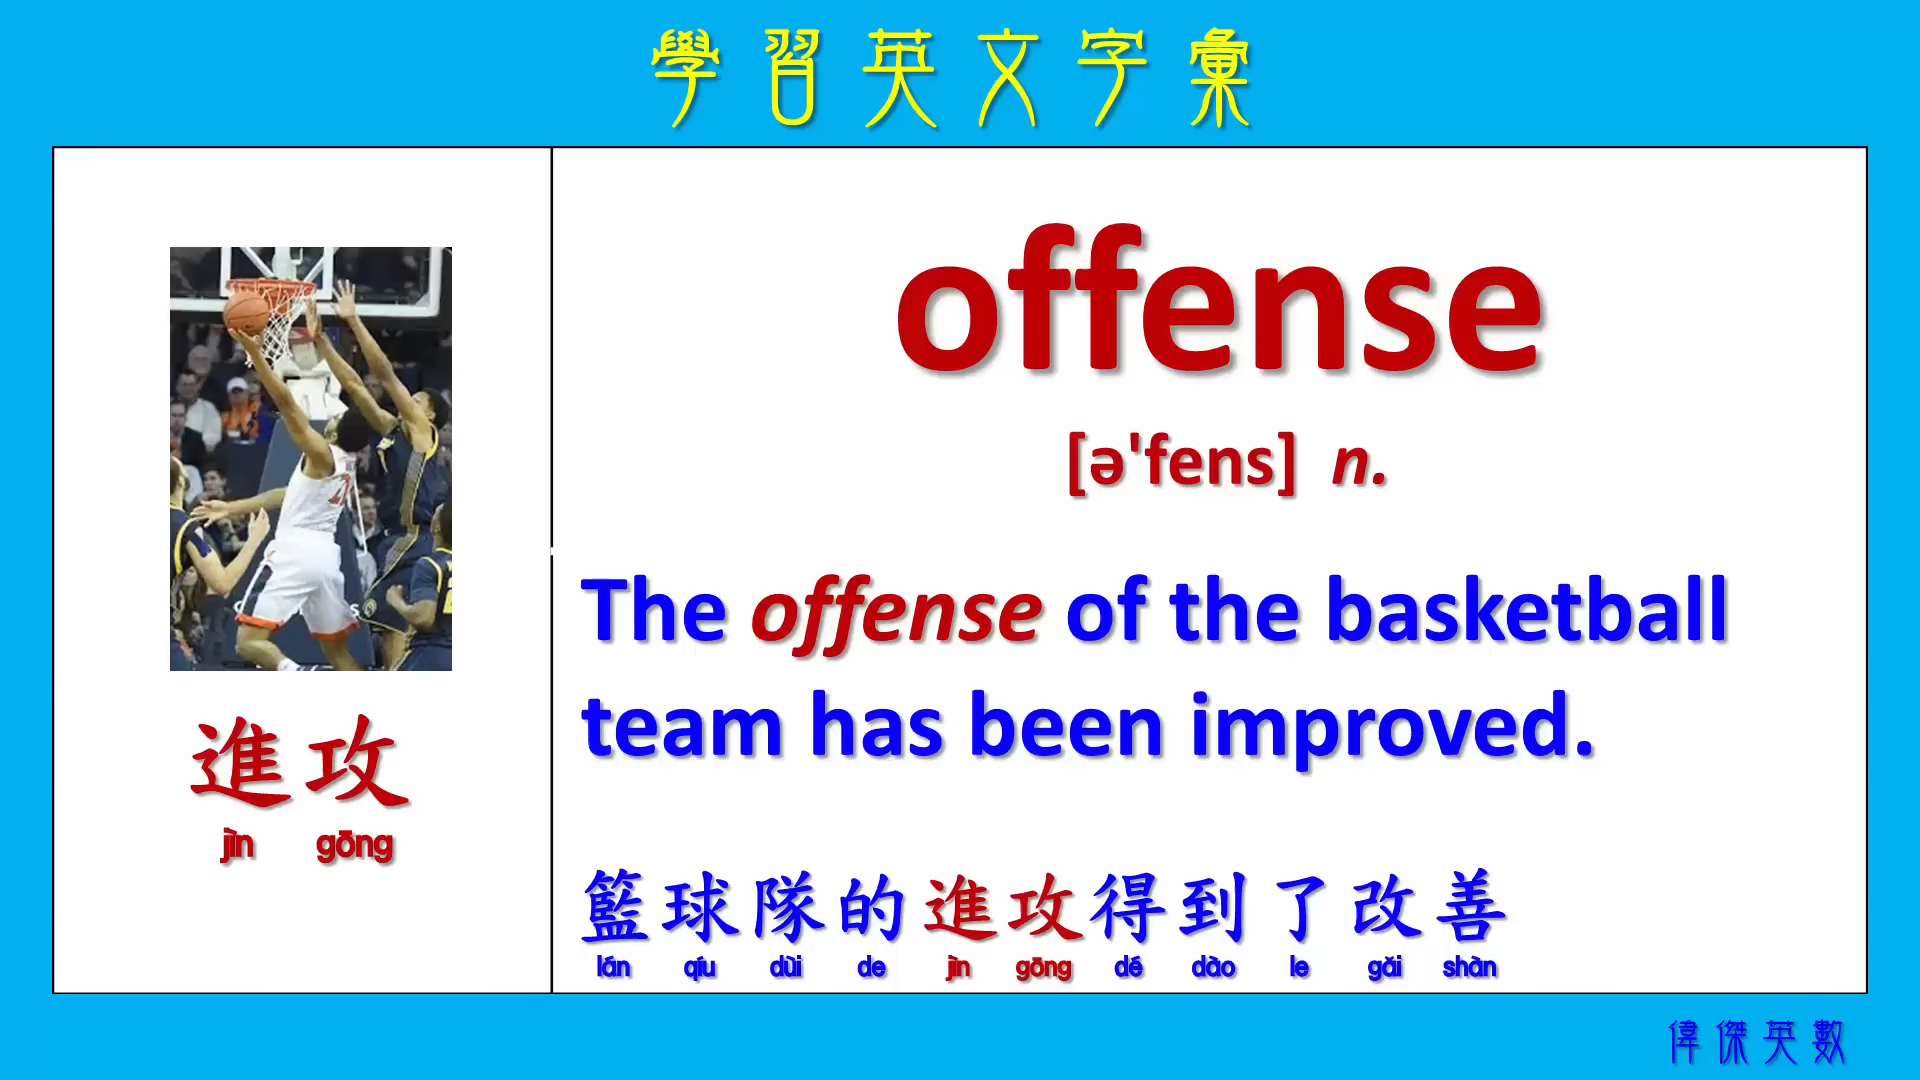 學習英文字彙
進攻
jìn gōng
offense
[ə'fens] n.
The offense of the basketball
team has been improved.
籃球隊的進攻得到了改善
lán qíu dùi de jìn gōng dé dào le gǎi shàn
偉傑英數